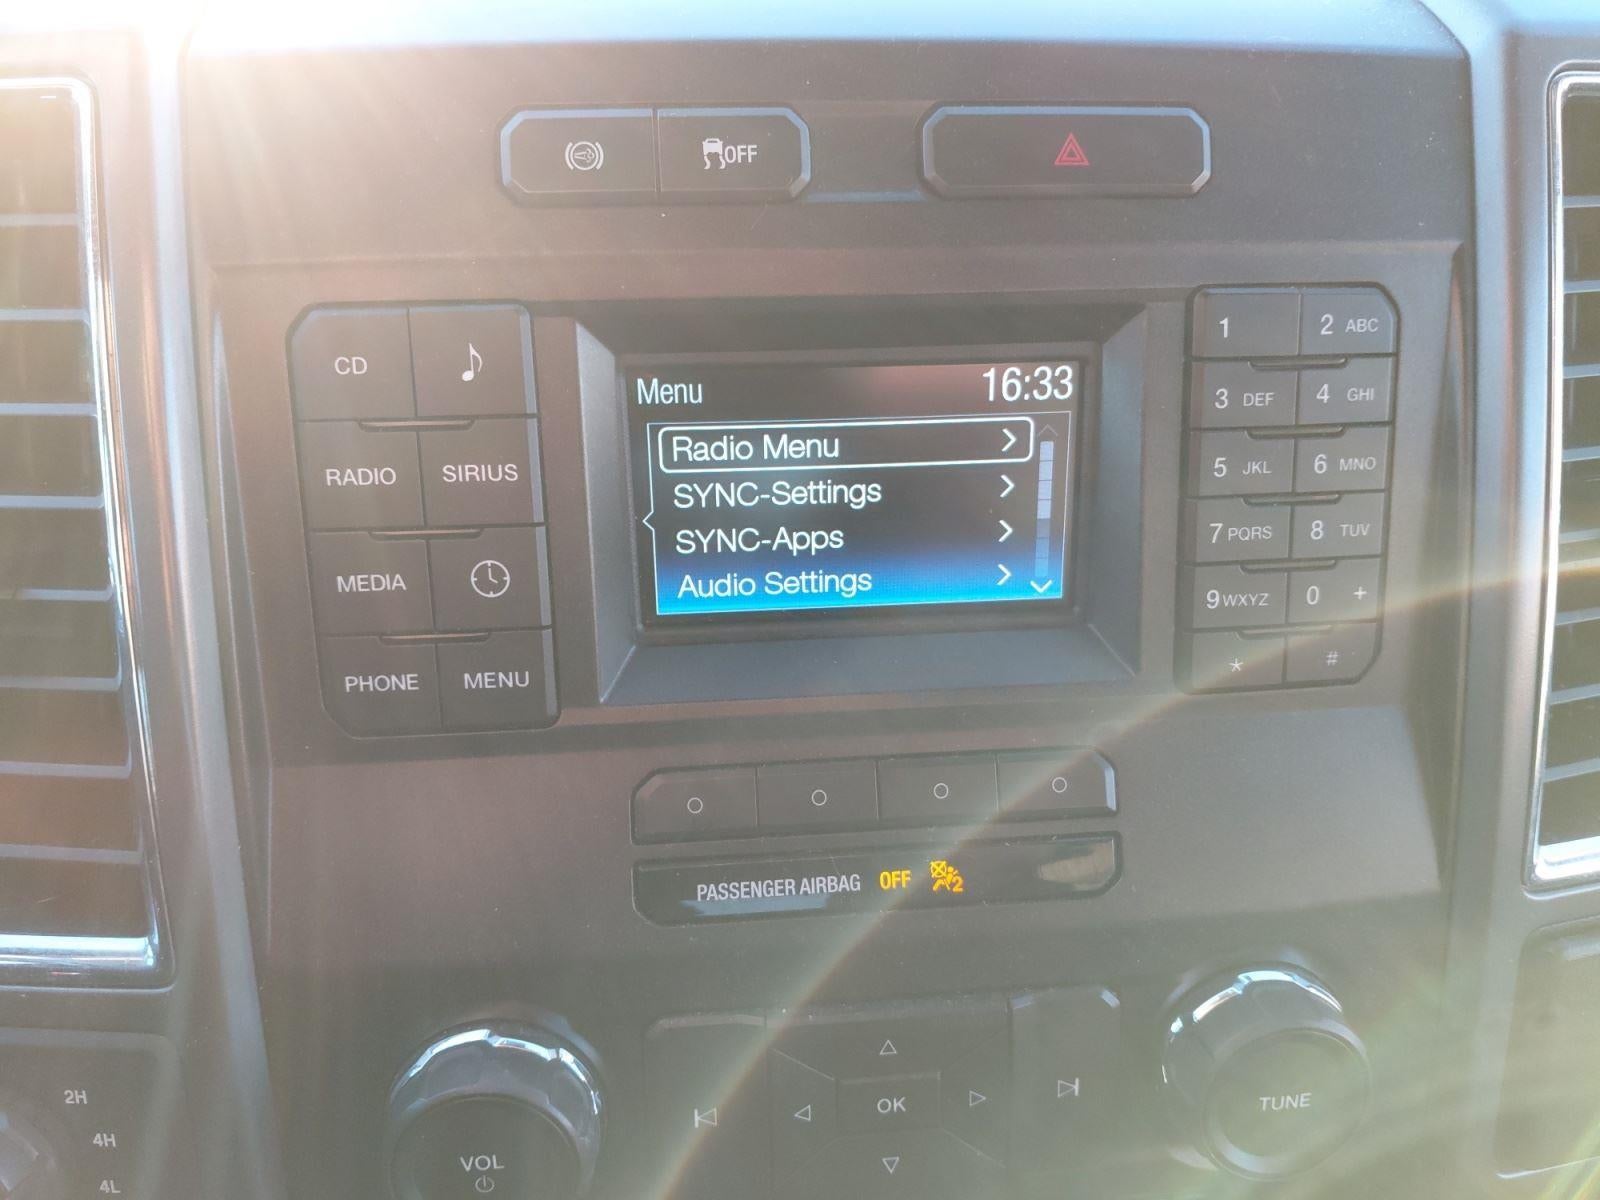 OFF
CD
RADIO SIRIUS
MEDIA
PHONE MENU
Menu 16:33
Radio Menu >
SYNC-Settings >
SYNC-Apps >
Audio Settings >
1 2 ABC
3 DEF 4 GHI
5 JKL 6 MNO
7 PQRS 8 TUV
9 WXYZ 0 +
* #
PASSENGER AIRBAG OFF 2
2H
4H
4L
VOL
OK
TUNE